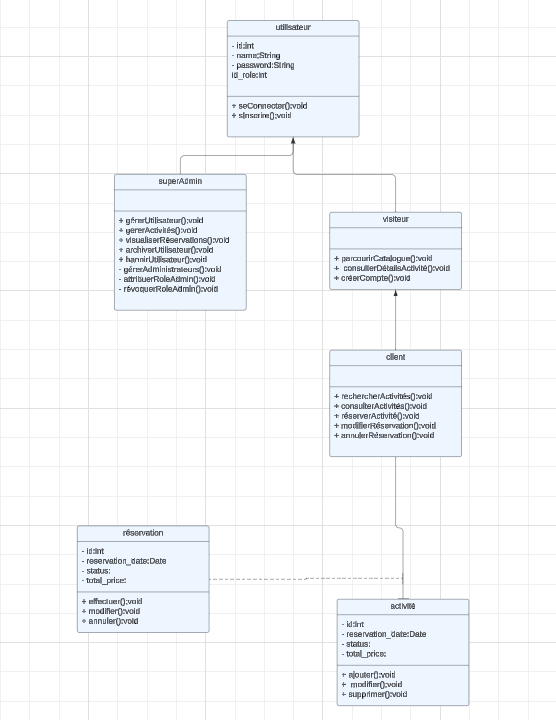 utilisateur
- id:int
- name:String
- password:String
id_role:int
+ seConnecter():void
+ sInscrire():void
superAdmin
+ gérerUtilisateur():void
+ gererActivités():void
+ visualiserRéservations():void
+ archiverUtilisateur():void
+ bannirUtilisateur():void
- gérerAdministrateurs():void
- attribuerRoleAdmin():void
- révoquerRoleAdmin():void
visiteur
+ parcourirCatalogue():void
+ consulterDétailsActivité():void
+ créerCompte():void
client
+ rechercherActivités():void
+ consulterActivités():void
+ réserverActivité():void
+ modifierRéservation():void
+ annulerRéservation():void
réservation
- id:int
- reservation_date:Date
- status:
- total_price:
+ effectuer():void
+ modifier():void
+ annuler():void
activité
- id:int
- reservation_date:Date
- status:
- total_price:
+ ajouter():void
+ modifier():void
+ supprimer():void